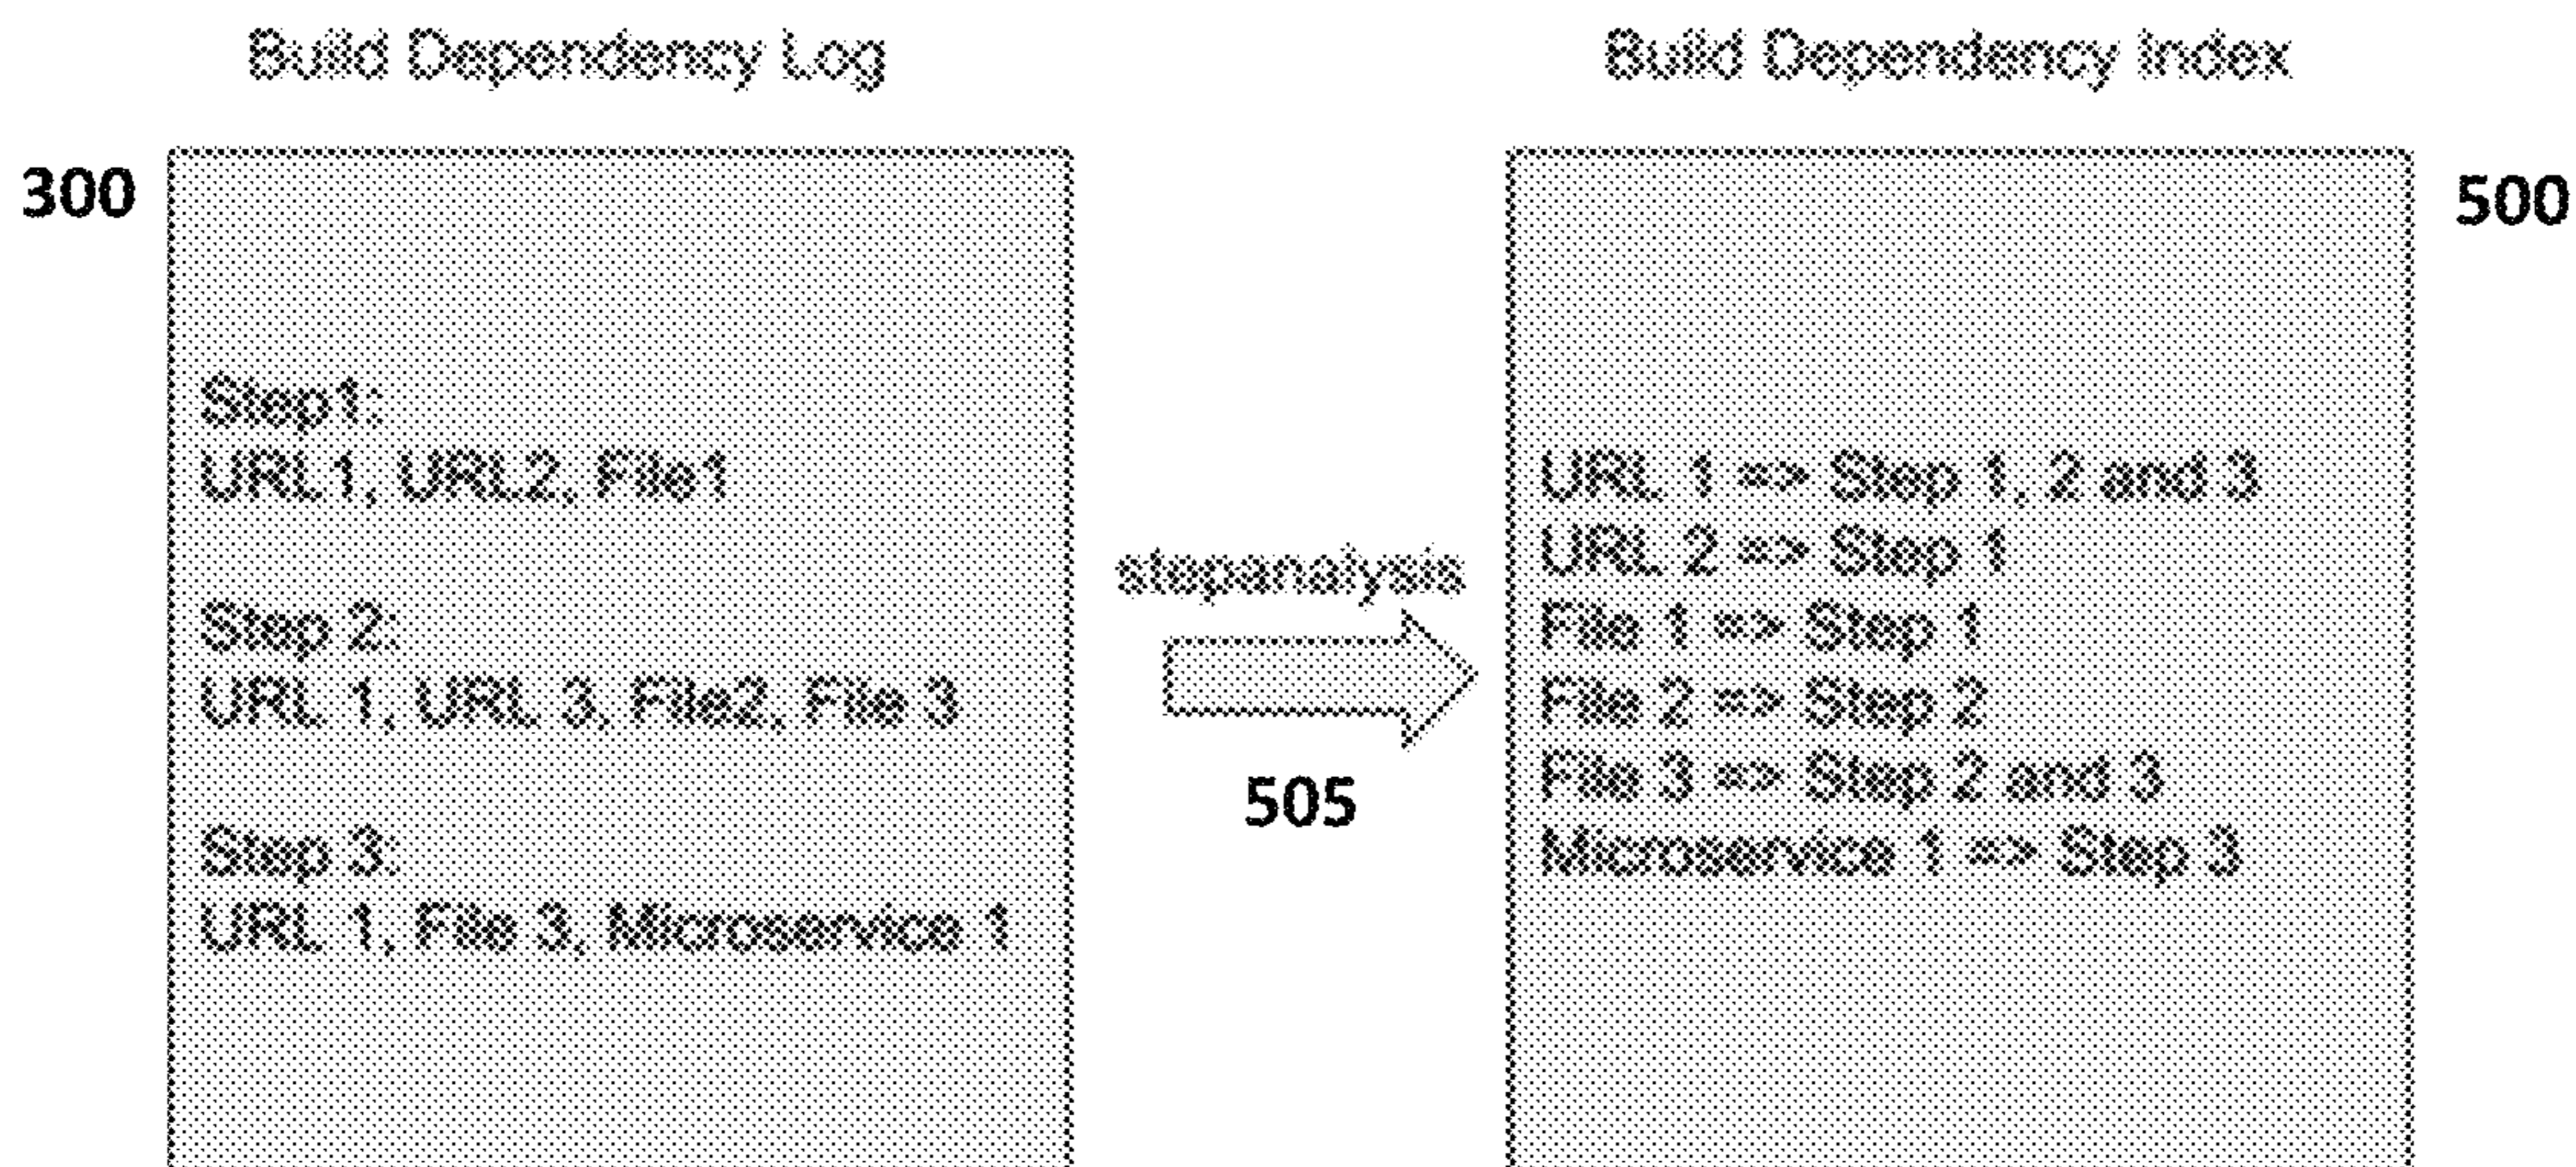 Build Dependency Log
Build Dependency Index
300
500
Step1:
URL1, URL2, File1
Step 2:
URL 1, URL 3, File2, File 3
Step 3:
URL 1, File 3, Microservice 1
stepanalysis
505
URL 1 => Step 1, 2 and 3
URL 2 => Step 1
File 1 => Step 1
File 2 => Step 2
File 3 => Step 2 and 3
Microservice 1 => Step 3